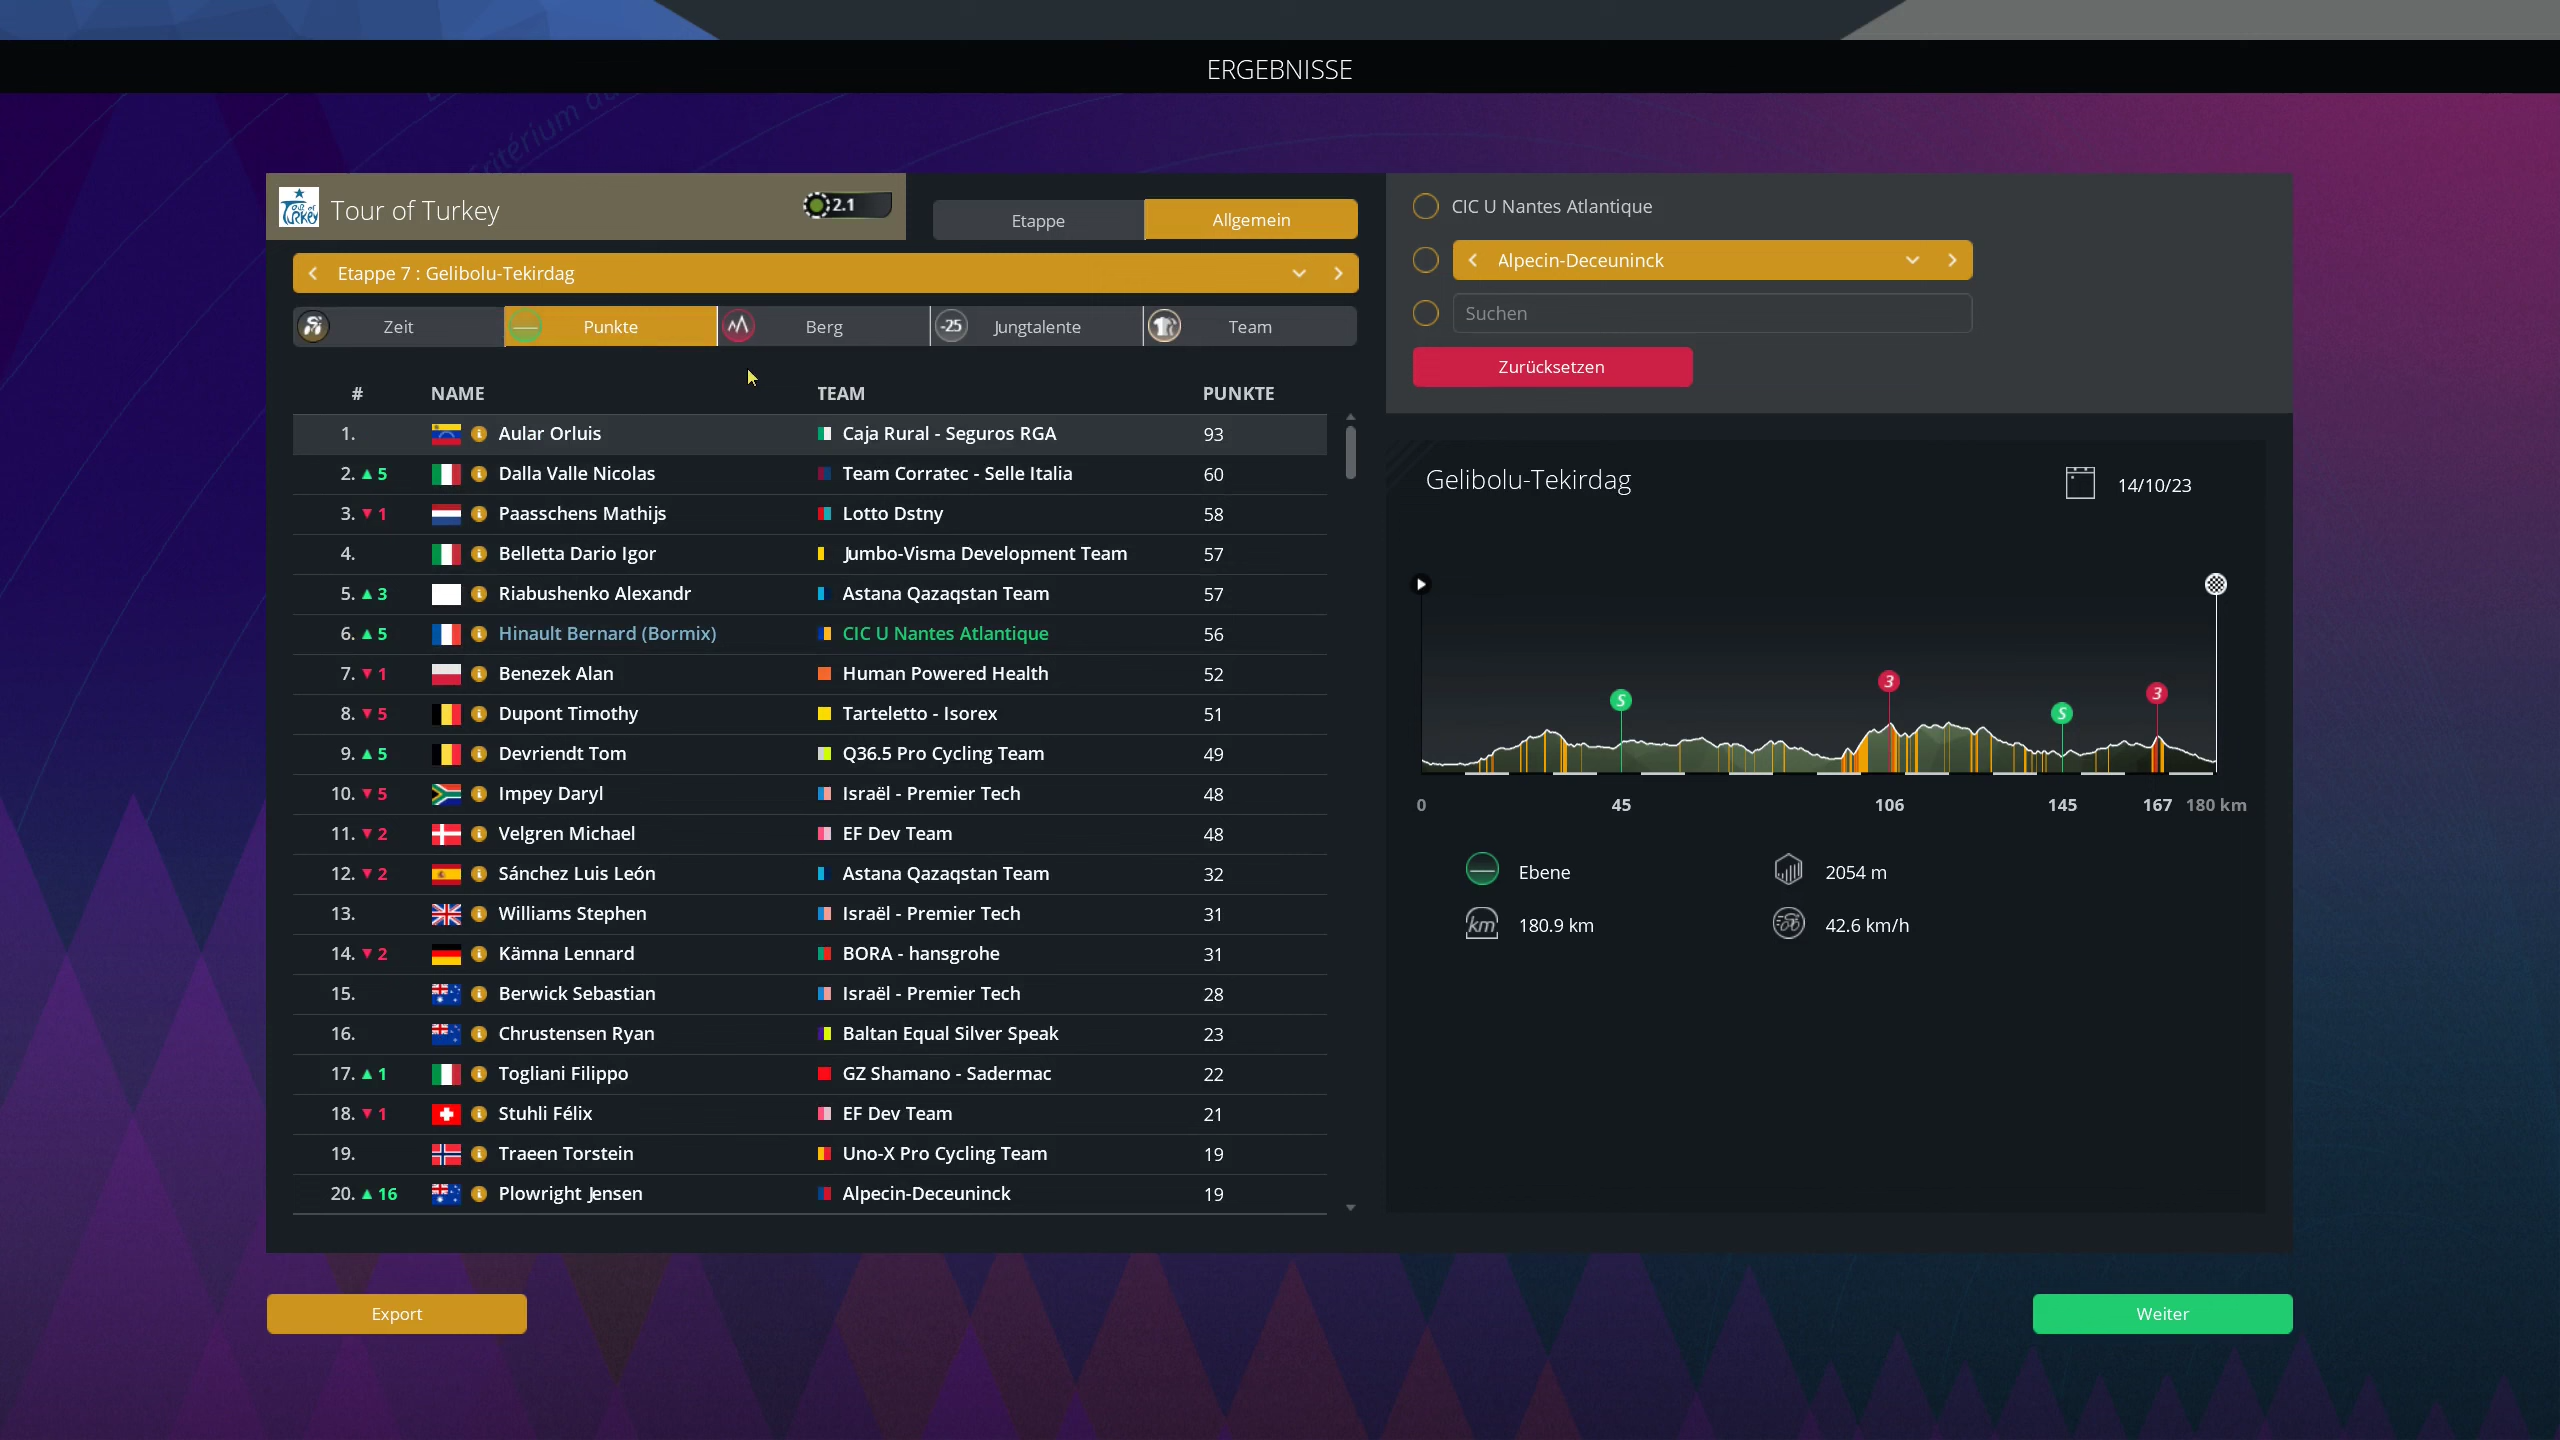 ERGEBNISSE
Tour of Turkey
2.1
Etappe
Allgemein
Etappe 7 : Gelibolu-Tekirdag
Zeit
Punkte
Berg
-25
Jungtalente
Team
# NAME TEAM PUNKTE
1. Aular Orluis Caja Rural - Seguros RGA 93
2. ▲ 5 Dalla Valle Nicolas Team Corratec - Selle Italia 60
3. ▼ 1 Paasschens Mathijs Lotto Dstny 58
4. Belletta Dario Igor Jumbo-Visma Development Team 57
5. ▲ 3 Riabushenko Alexandr Astana Qazaqstan Team 57
6. ▲ 5 Hinault Bernard (Bormix) CIC U Nantes Atlantique 56
7. ▼ 1 Benezek Alan Human Powered Health 52
8. ▼ 5 Dupont Timothy Tarteletto - Isorex 51
9. ▲ 5 Devriendt Tom Q36.5 Pro Cycling Team 49
10. ▼ 5 Impey Daryl Israël - Premier Tech 48
11. ▼ 2 Velgren Michael EF Dev Team 48
12. ▼ 2 Sánchez Luis León Astana Qazaqstan Team 32
13. Williams Stephen Israël - Premier Tech 31
14. ▼ 2 Kämna Lennard BORA - hansgrohe 31
15. Berwick Sebastian Israël - Premier Tech 28
16. Chrustensen Ryan Baltan Equal Silver Speak 23
17. ▲ 1 Togliani Filippo GZ Shamano - Sadermac 22
18. ▼ 1 Stuhli Félix EF Dev Team 21
19. Traeen Torstein Uno-X Pro Cycling Team 19
20. ▲ 16 Plowright Jensen Alpecin-Deceuninck 19
CIC U Nantes Atlantique
Alpecin-Deceuninck
Suchen
Zurücksetzen
Gelibolu-Tekirdag
14/10/23
S 3 S 3
0 45 106 145 167 180 km
Ebene
2054 m
km 180.9 km
42.6 km/h
Export
Weiter